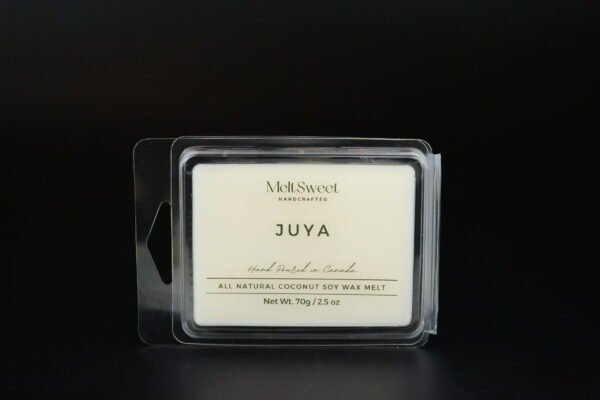 MeltSweet
HANDCRAFTED
JUYA
Hand Poured in Canada
ALL NATURAL COCONUT SOY WAX MELT
Net Wt. 70g / 2.5 oz